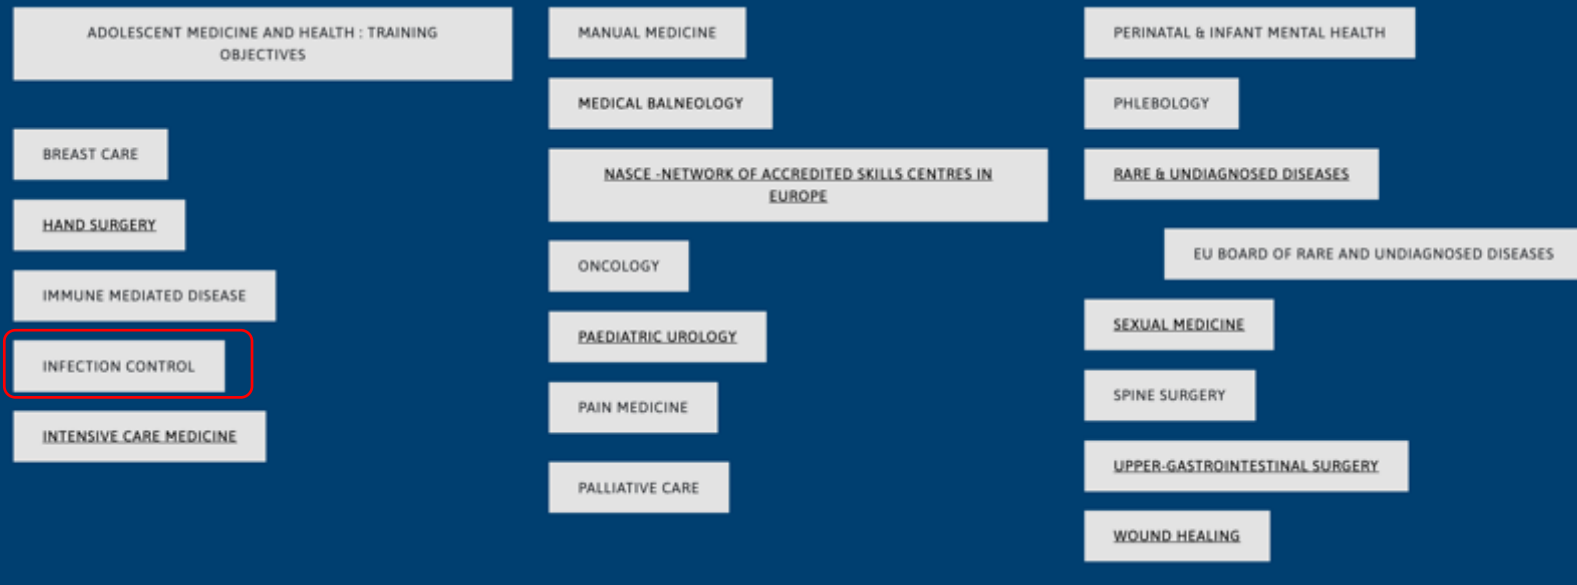 ADOLESCENT MEDICINE AND HEALTH : TRAINING
OBJECTIVES
BREAST CARE
HAND SURGERY
IMMUNE MEDIATED DISEASE
INFECTION CONTROL
INTENSIVE CARE MEDICINE
MANUAL MEDICINE
MEDICAL BALNEOLOGY
NASCE -NETWORK OF ACCREDITED SKILLS CENTRES IN
EUROPE
ONCOLOGY
PAEDIATRIC UROLOGY
PAIN MEDICINE
PALLIATIVE CARE
PERINATAL & INFANT MENTAL HEALTH
PHLEBOLOGY
RARE & UNDIAGNOSED DISEASES
EU BOARD OF RARE AND UNDIAGNOSED DISEASES
SEXUAL MEDICINE
SPINE SURGERY
UPPER-GASTROINTESTINAL SURGERY
WOUND HEALING